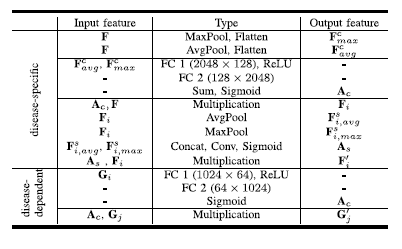 Input feature Type Output feature
disease-specific
F MaxPool, Flatten F^c_max
F AvgPool, Flatten F^c_avg
F^c_avg, F^c_max FC 1 (2048 × 128), ReLU -
- FC 2 (128 × 2048) -
- Sum, Sigmoid A_c
A_c, F Multiplication F_i
F_i AvgPool F^s_i,avg
F_i MaxPool F^s_i,max
F^s_i,avg, F^s_i,max Concat, Conv, Sigmoid A_s
A_s , F_i Multiplication F'_i
disease-
dependent
G_i FC 1 (1024 × 64), ReLU -
- FC 2 (64 × 1024) -
- Sigmoid A_c
A_c, G_j Multiplication G'_j